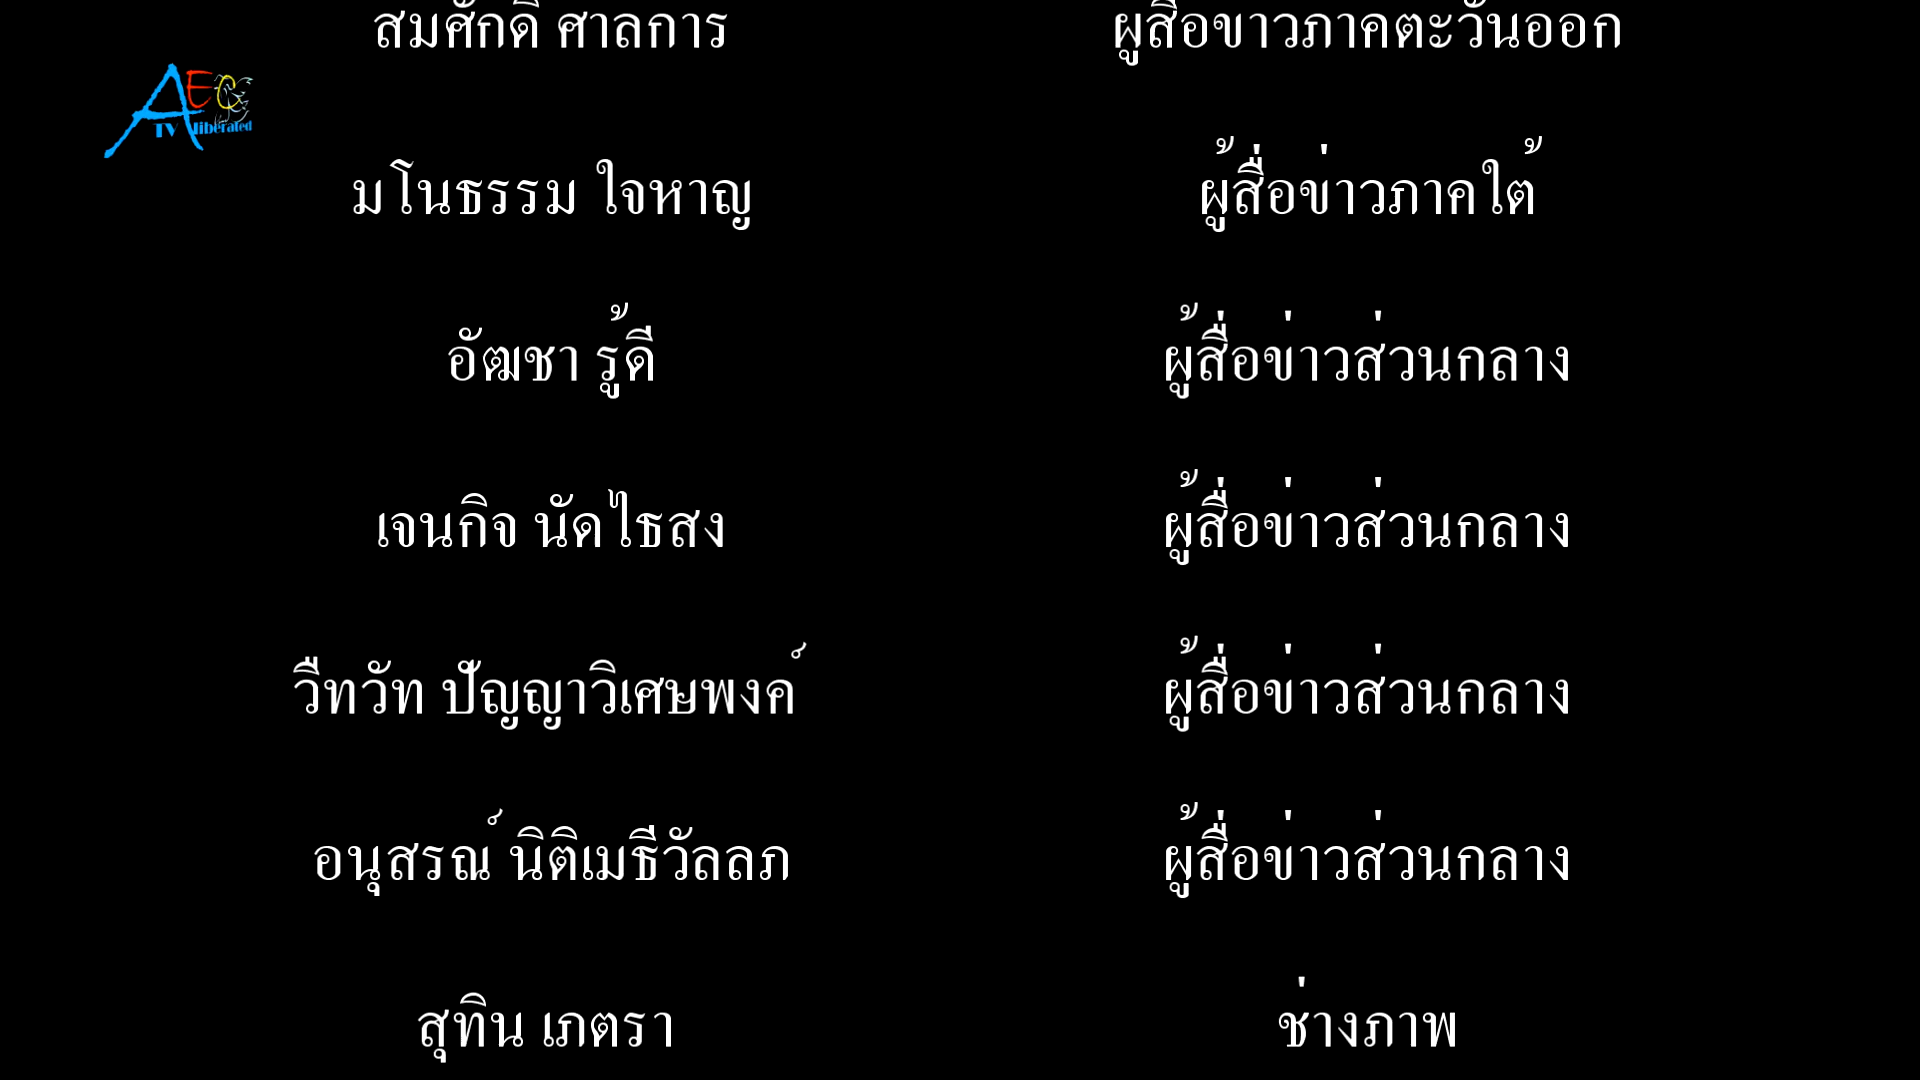 สมศักดิ์ ศาลการ ผู้สื่อข่าวภาคตะวันออก
AEC
TV liberated
มโนธรรม ใจหาญ ผู้สื่อข่าวภาคใต้
อัฒชา รู้ดี ผู้สื่อข่าวส่วนกลาง
เจนกิจ นัดไธสง ผู้สื่อข่าวส่วนกลาง
วืทวัท ปัญญาวิเศษพงค์ ผู้สื่อข่าวส่วนกลาง
อนุสรณ์ นิติเมธีวัลลภ ผู้สื่อข่าวส่วนกลาง
สุทิน เภตรา ช่างภาพ